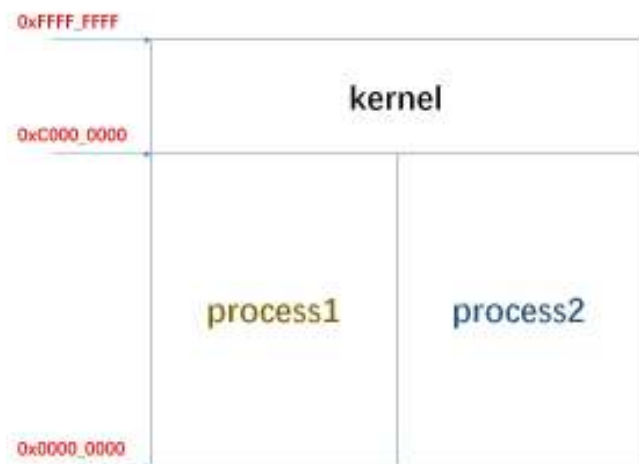 0xFFFF_FFFF
kernel
0xC000_0000
process1
process2
0x0000_0000